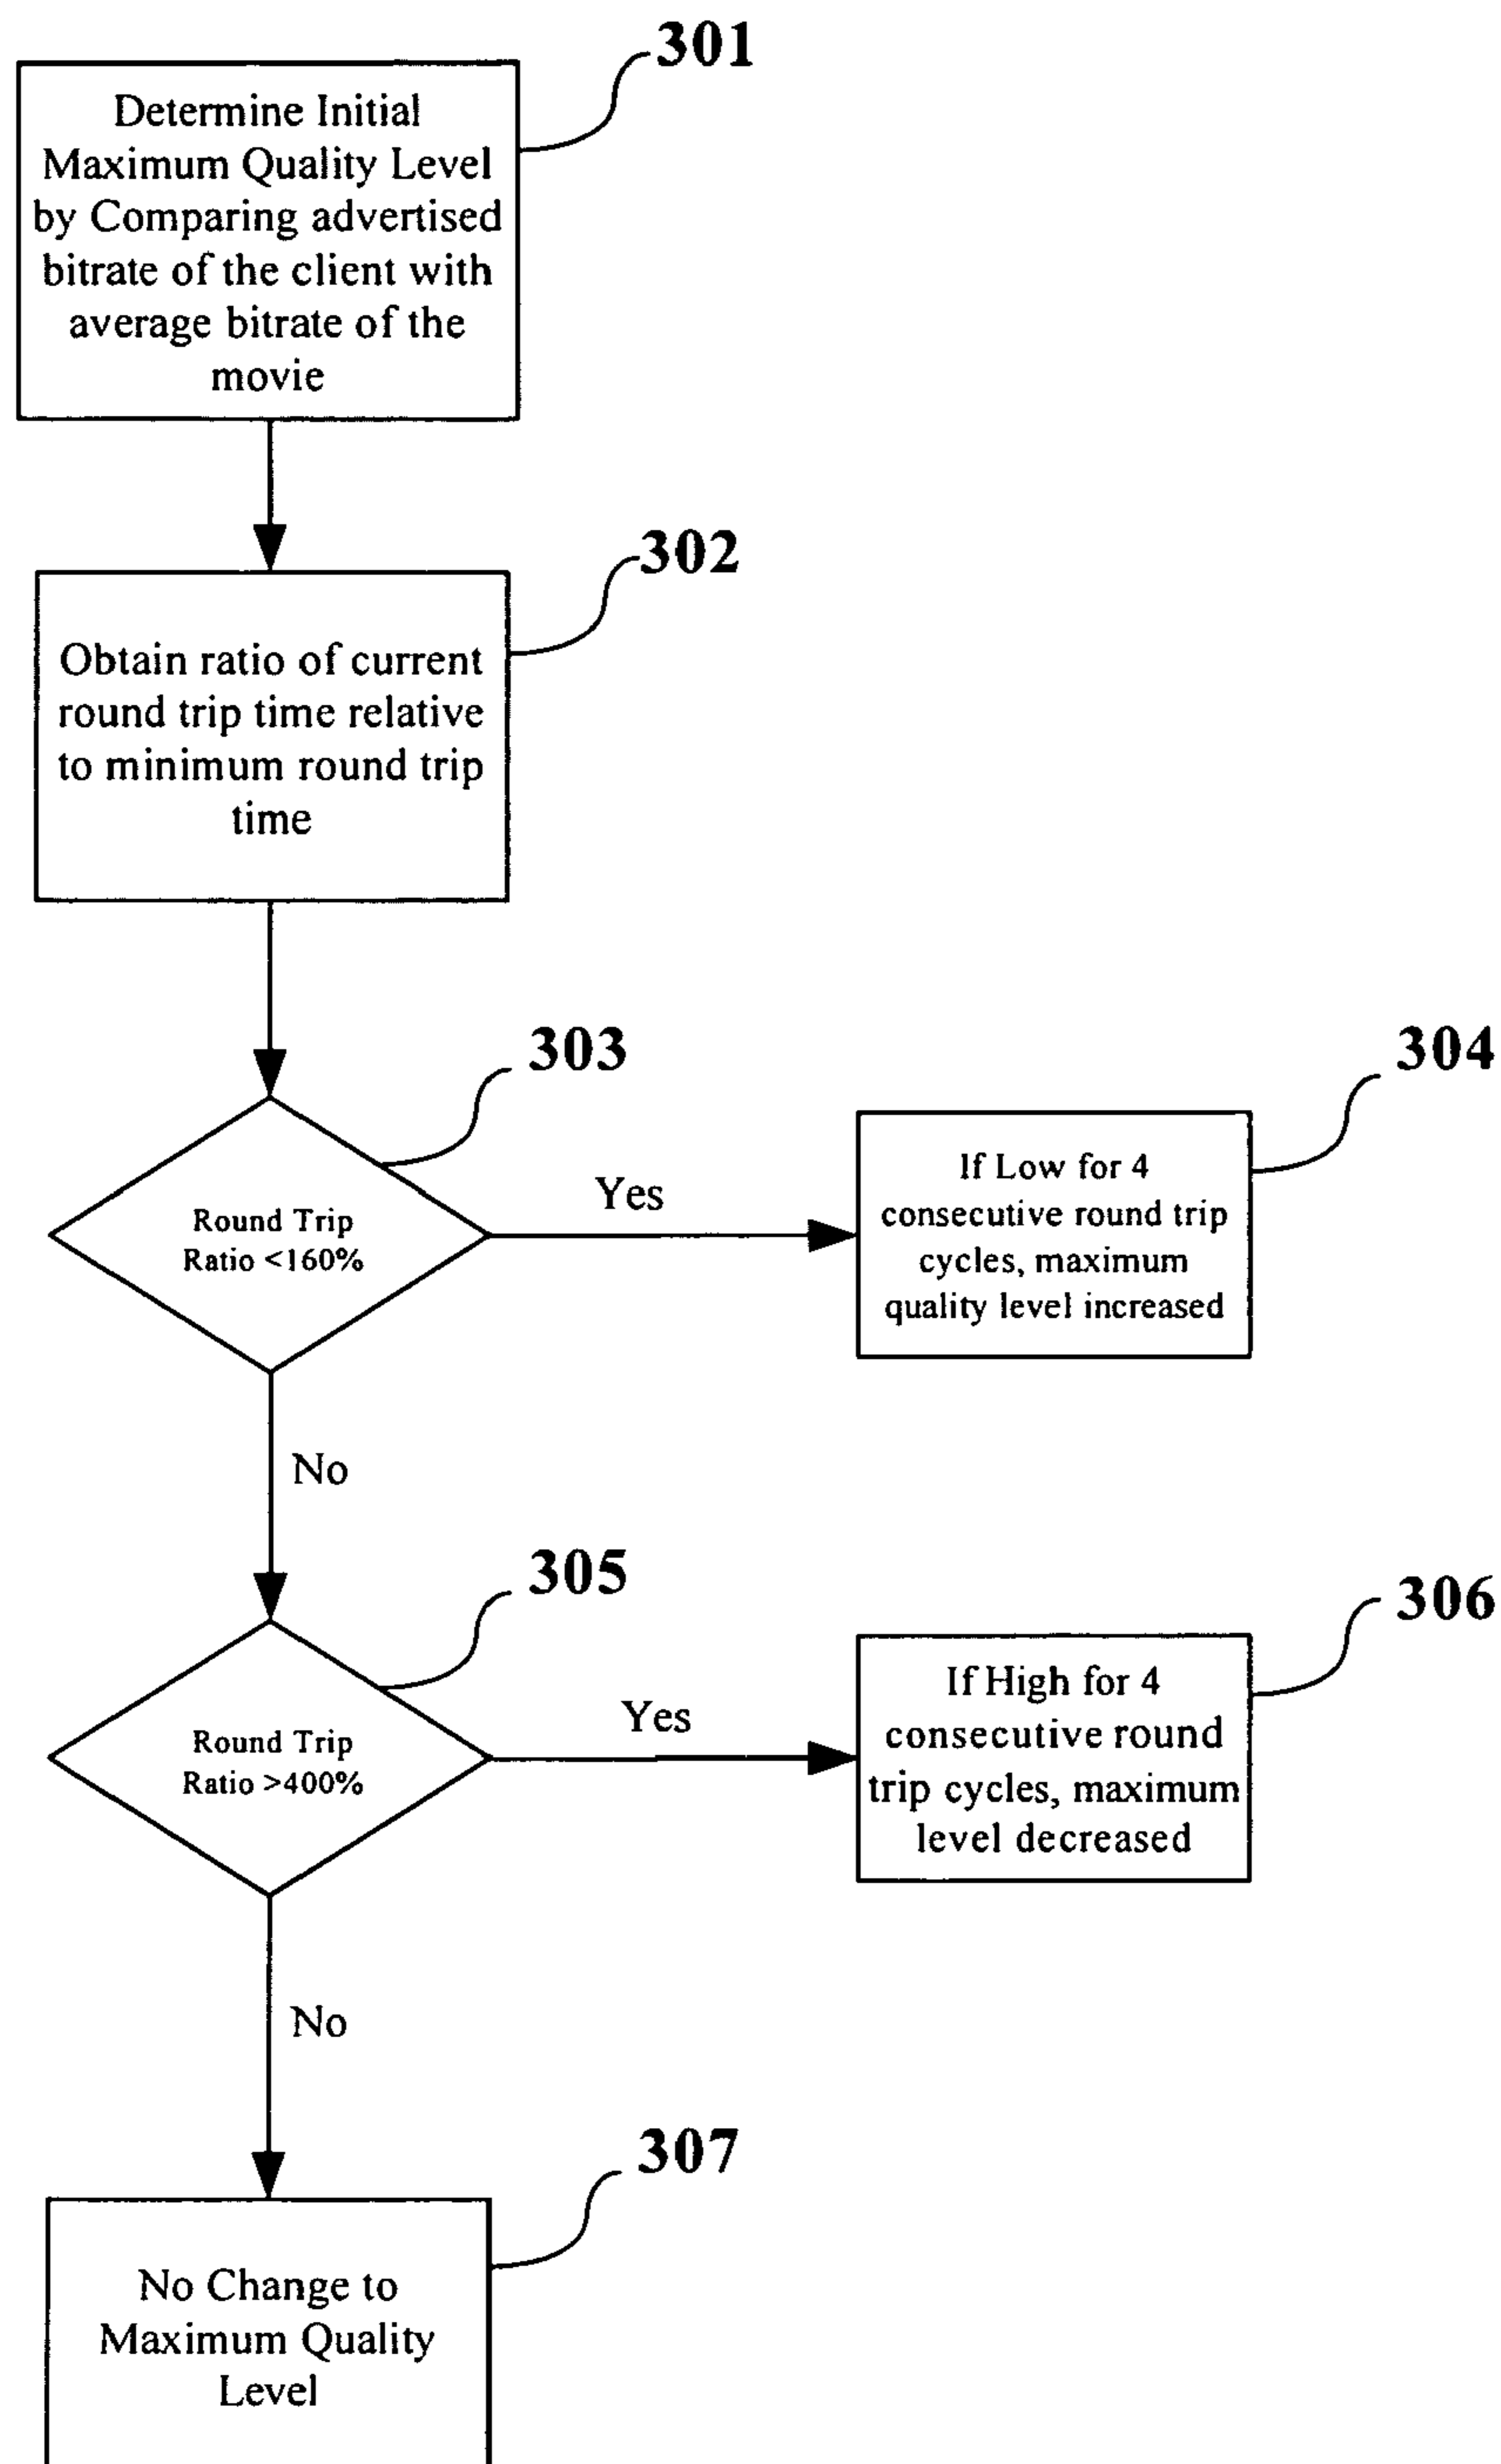 301
Determine Initial
Maximum Quality Level
by Comparing advertised
bitrate of the client with
average bitrate of the
movie
302
Obtain ratio of current
round trip time relative
to minimum round trip
time
303
Round Trip
Ratio <160%
Yes
304
If Low for 4
consecutive round trip
cycles, maximum
quality level increased
No
305
Round Trip
Ratio >400%
Yes
306
If High for 4
consecutive round
trip cycles, maximum
level decreased
No
307
No Change to
Maximum Quality
Level